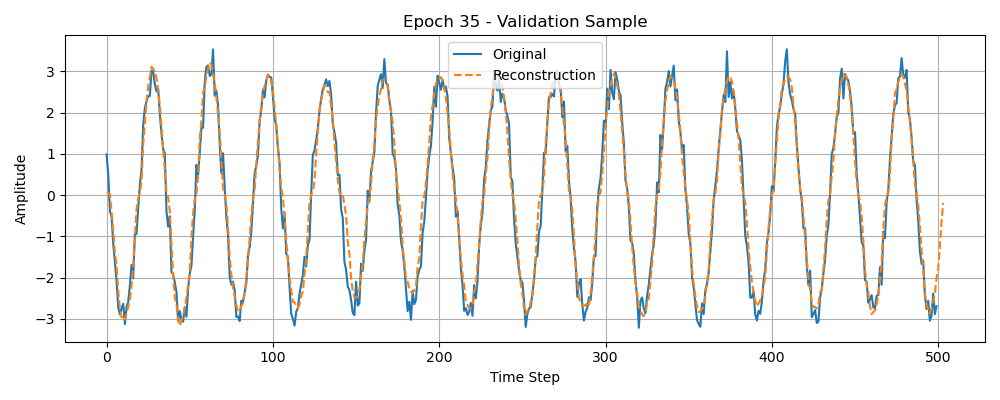 Epoch 35 - Validation Sample
Original
Reconstruction
3
2
1
0
−1
−2
−3
Amplitude
0
100
200
300
400
500
Time Step